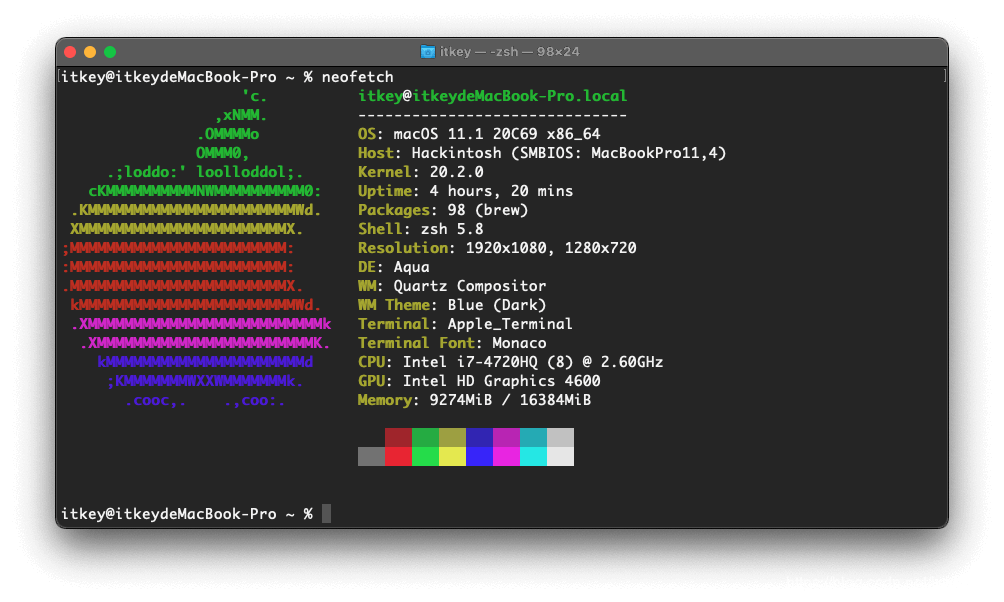 itkey — -zsh — 98×24
itkey@itkeydeMacBook-Pro ~ % neofetch
'c.          itkey@itkeydeMacBook-Pro.local
,xNMM.          ------------------------------
.OMMMMo          OS: macOS 11.1 20C69 x86_64
OMMM0,          Host: Hackintosh (SMBIOS: MacBookPro11,4)
.;loddo:' loolloddol;.          Kernel: 20.2.0
cKMMMMMMMMMMNWMMMMMMMMMM0:          Uptime: 4 hours, 20 mins
.KMMMMMMMMMMMMMMMMMMMMMMMWd.          Packages: 98 (brew)
XMMMMMMMMMMMMMMMMMMMMMMMX.          Shell: zsh 5.8
;MMMMMMMMMMMMMMMMMMMMMMMM:          Resolution: 1920x1080, 1280x720
:MMMMMMMMMMMMMMMMMMMMMMMM:          DE: Aqua
.MMMMMMMMMMMMMMMMMMMMMMMMX.          WM: Quartz Compositor
kMMMMMMMMMMMMMMMMMMMMMMMMWd.          WM Theme: Blue (Dark)
.XMMMMMMMMMMMMMMMMMMMMMMMMMMk          Terminal: Apple_Terminal
.XMMMMMMMMMMMMMMMMMMMMMMMMK.          Terminal Font: Monaco
kMMMMMMMMMMMMMMMMMMMMMMd          CPU: Intel i7-4720HQ (8) @ 2.60GHz
;KMMMMMMMWXXWMMMMMMMk.          GPU: Intel HD Graphics 4600
.cooc,.    .,coo:.          Memory: 9274MiB / 16384MiB
itkey@itkeydeMacBook-Pro ~ %